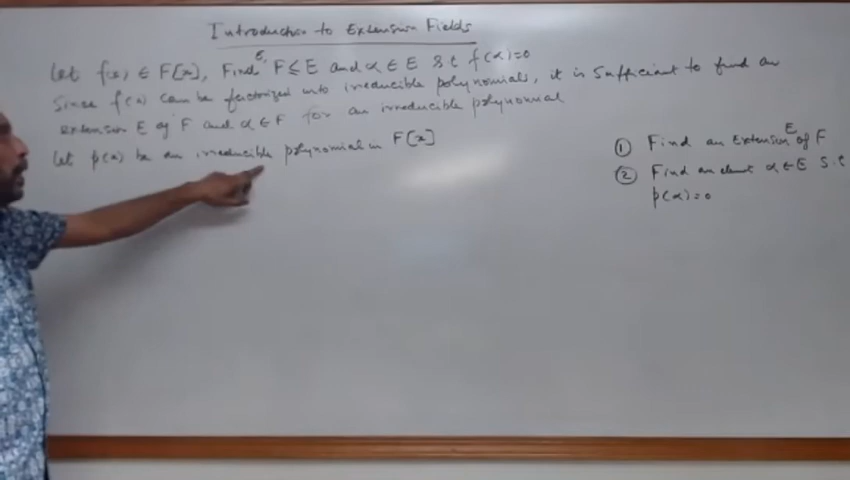 Introduction to Extension Fields
Let f(x) ∈ F[x], Find E, F ≤ E and α ∈ E s.t f(α)=0
Since f(x) can be factorized into irreducible polynomials, it is sufficient to find an
extension E of F and α ∈ F for an irreducible polynomial
Let p(x) be an irreducible polynomial in F[x]
① Find an Extension E of F
② Find an element α ∈ E s.t
p(α)=0